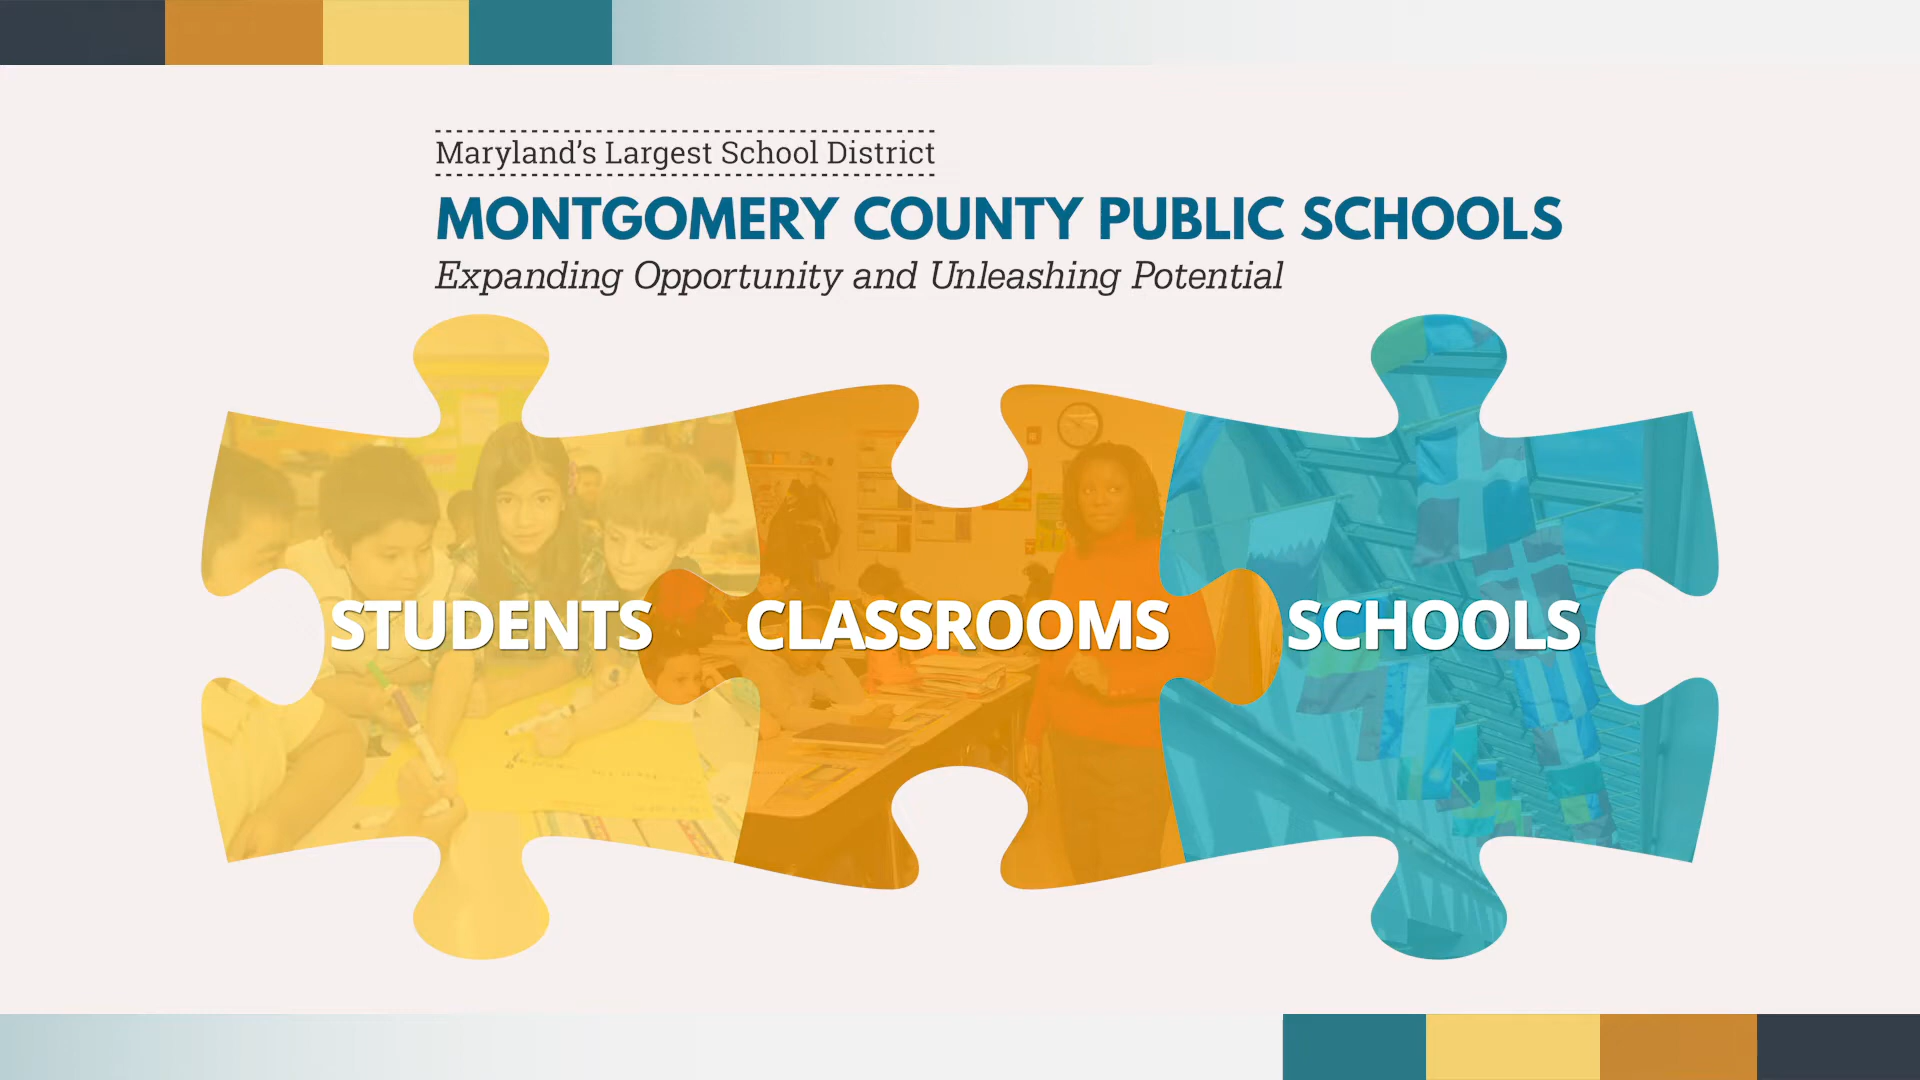 Maryland’s Largest School District
MONTGOMERY COUNTY PUBLIC SCHOOLS
Expanding Opportunity and Unleashing Potential
STUDENTS CLASSROOMS SCHOOLS